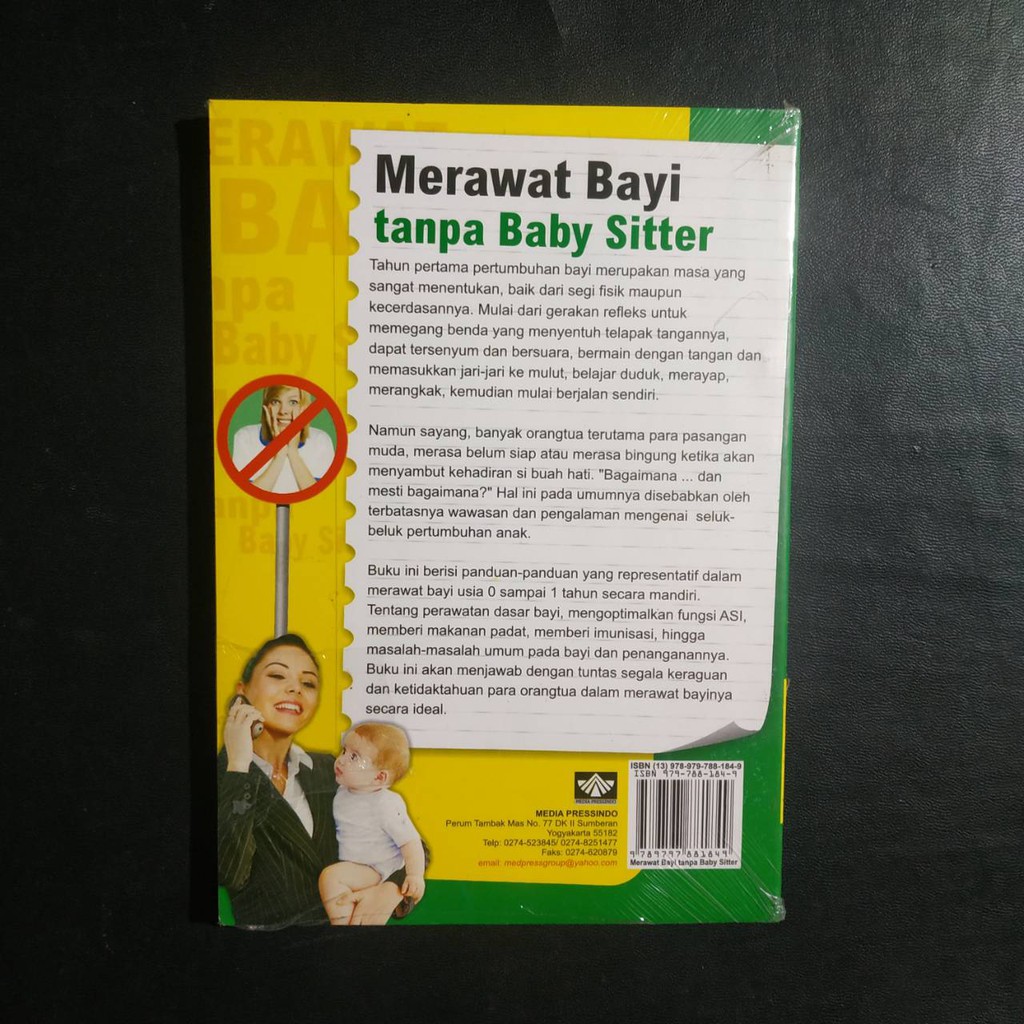 ERAWAT
BA
npa
Baby S
Merawat Bayi
tanpa Baby Sitter
Tahun pertama pertumbuhan bayi merupakan masa yang
sangat menentukan, baik dari segi fisik maupun
kecerdasannya. Mulai dari gerakan refleks untuk
memegang benda yang menyentuh telapak tangannya,
dapat tersenyum dan bersuara, bermain dengan tangan dan
memasukkan jari-jari ke mulut, belajar duduk, merayap,
merangkak, kemudian mulai berjalan sendiri.
Namun sayang, banyak orangtua terutama para pasangan
muda, merasa belum siap atau merasa bingung ketika akan
menyambut kehadiran si buah hati. "Bagaimana ... dan
mesti bagaimana?" Hal ini pada umumnya disebabkan oleh
terbatasnya wawasan dan pengalaman mengenai seluk-
beluk pertumbuhan anak.
Buku ini berisi panduan-panduan yang representatif dalam
merawat bayi usia 0 sampai 1 tahun secara mandiri.
Tentang perawatan dasar bayi, mengoptimalkan fungsi ASI,
memberi makanan padat, memberi imunisasi, hingga
masalah-masalah umum pada bayi dan penanganannya.
Buku ini akan menjawab dengan tuntas segala keraguan
dan ketidaktahuan para orangtua dalam merawat bayinya
secara ideal.
MEDIA PRESSINDO
MEDIA PRESSINDO
Perum Tambak Mas No. 77 DK II Sumberan
Yogyakarta 55182
Telp: 0274-523845/ 0274-8251477
Faks: 0274-620879
email: medpressgroup@yahoo.com
ISBN (13) 978-979-788-184-9
ISBN 979-788-184-9
9 789797 881849
Merawat Bayi tanpa Baby Sitter